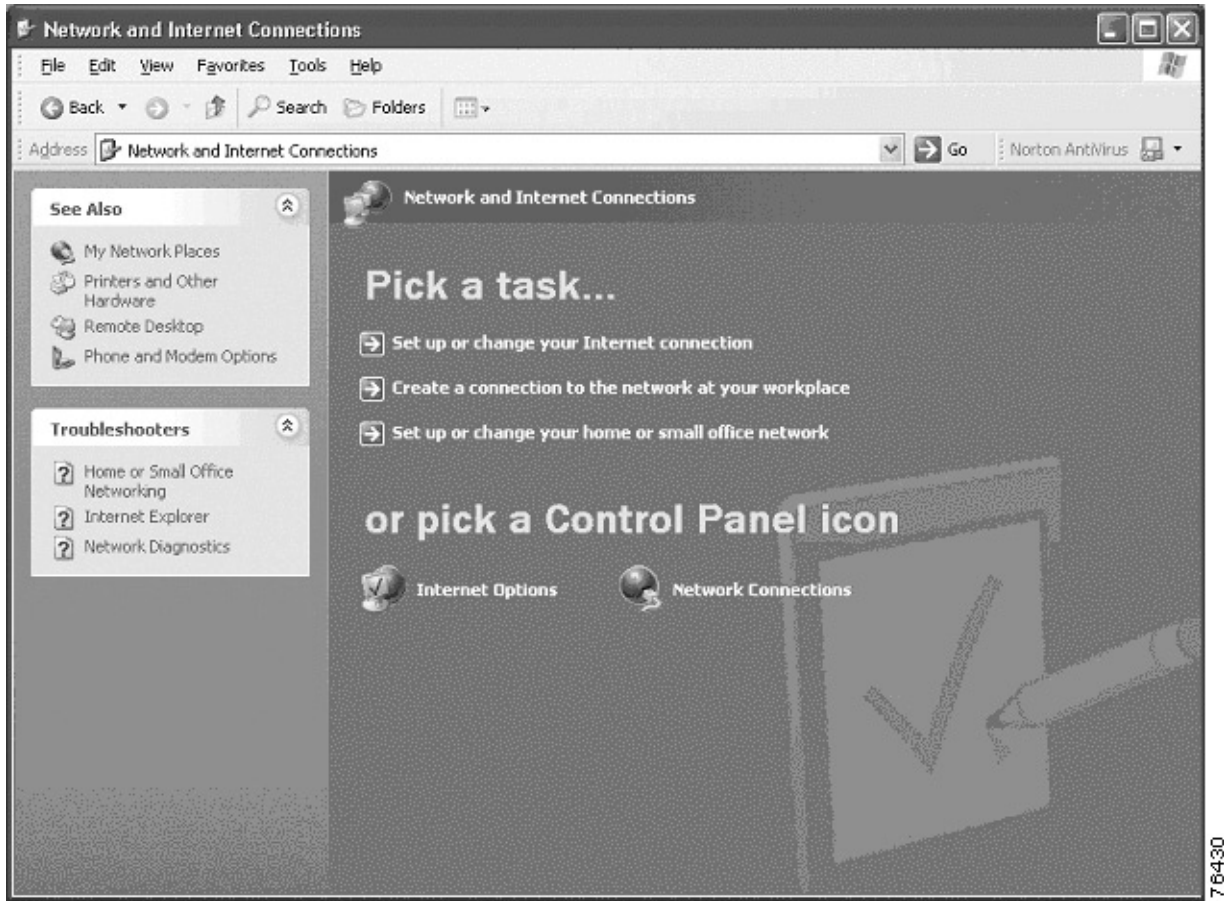 Network and Internet Connections
File Edit View Favorites Tools Help
Back Search Folders
Address Network and Internet Connections Go Norton AntiVirus
See Also
My Network Places
Printers and Other
Hardware
Remote Desktop
Phone and Modem Options
Troubleshooters
Home or Small Office
Networking
Internet Explorer
Network Diagnostics
Network and Internet Connections
Pick a task...
Set up or change your Internet connection
Create a connection to the network at your workplace
Set up or change your home or small office network
or pick a Control Panel icon
Internet Options
Network Connections
76430